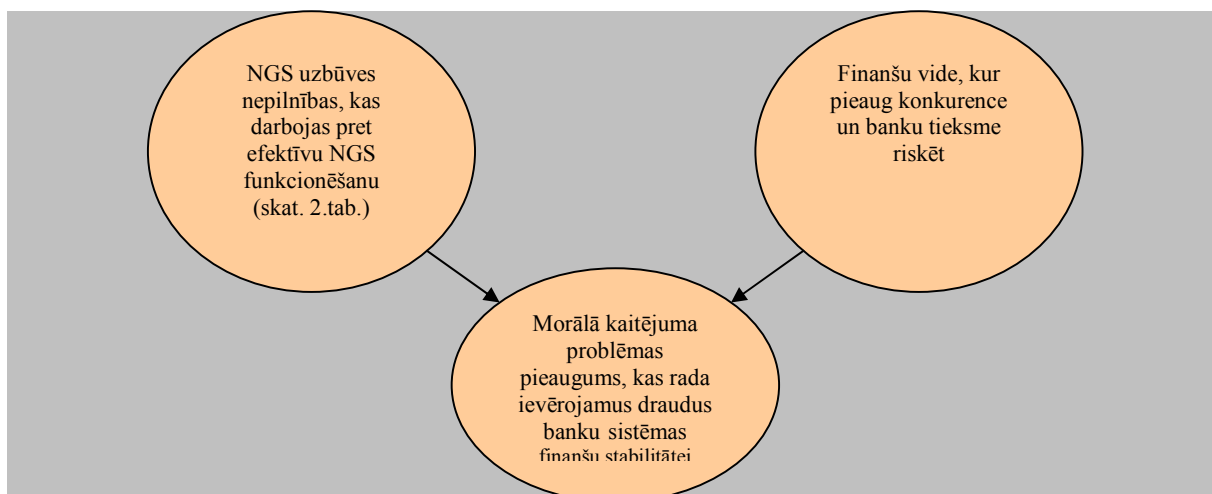 NGS uzbūves
nepilnības, kas
darbojas pret
efektīvu NGS
funkcionēšanu
(skat. 2.tab.)
Finanšu vide, kur
pieaug konkurence
un banku tieksme
riskēt
Morālā kaitējuma
problēmas
pieaugums, kas rada
ievērojamus draudus
banku sistēmas
finanšu stabilitātei